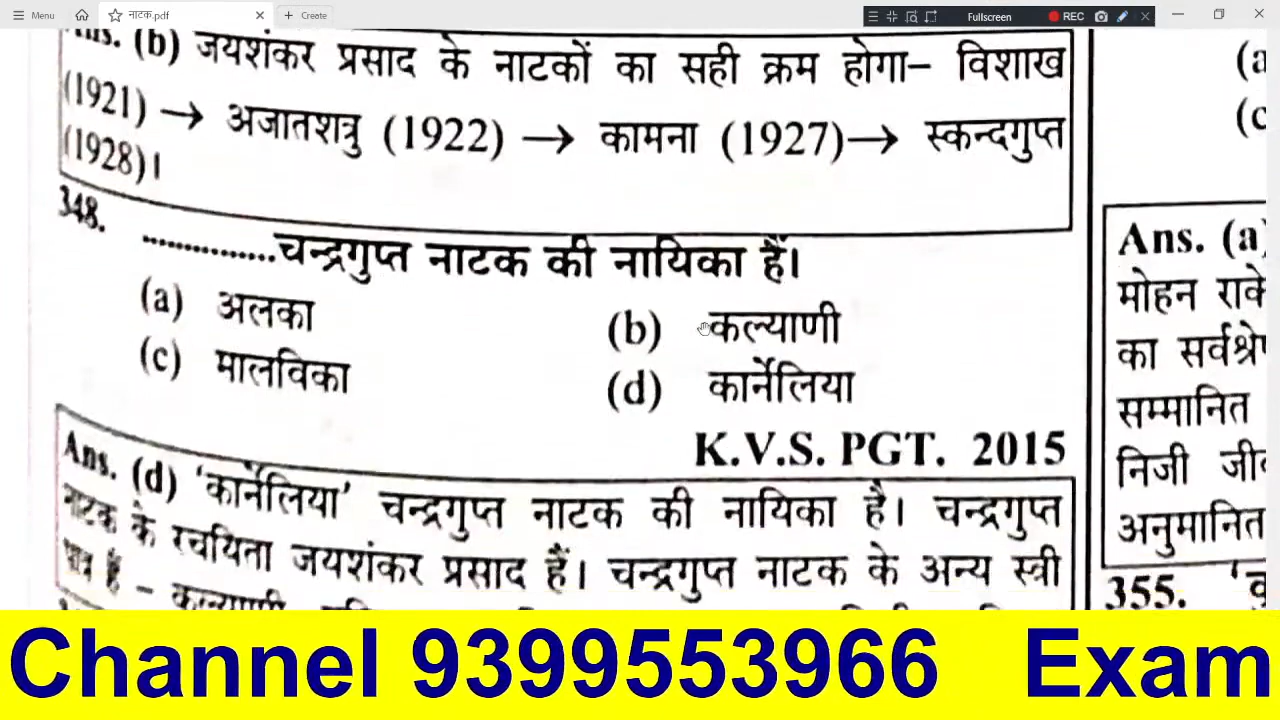 Menu
नाटक.pdf
Create
Fullscreen
REC
Ans. (b) जयशंकर प्रसाद के नाटकों का सही क्रम होगा– विशाख
(1921) → अजातशत्रु (1922) → कामना (1927)→ स्कन्दगुप्त
(1928)।
348. ..............चन्द्रगुप्त नाटक की नायिका हैं।
(a) अलका (b) कल्याणी
(c) मालविका (d) कार्नेलिया
K.V.S. PGT. 2015
Ans. (d) 'कार्नेलिया' चन्द्रगुप्त नाटक की नायिका है। चन्द्रगुप्त
नाटक के रचयिता जयशंकर प्रसाद हैं। चन्द्रगुप्त नाटक के अन्य स्त्री
पात्र हैं – कल्याणी,
(a
(c
Ans. (a)
मोहन राके
का सर्वश्रे
सम्मानित
निजी जी
अनुमानित
355.
Channel 9399553966 Exam